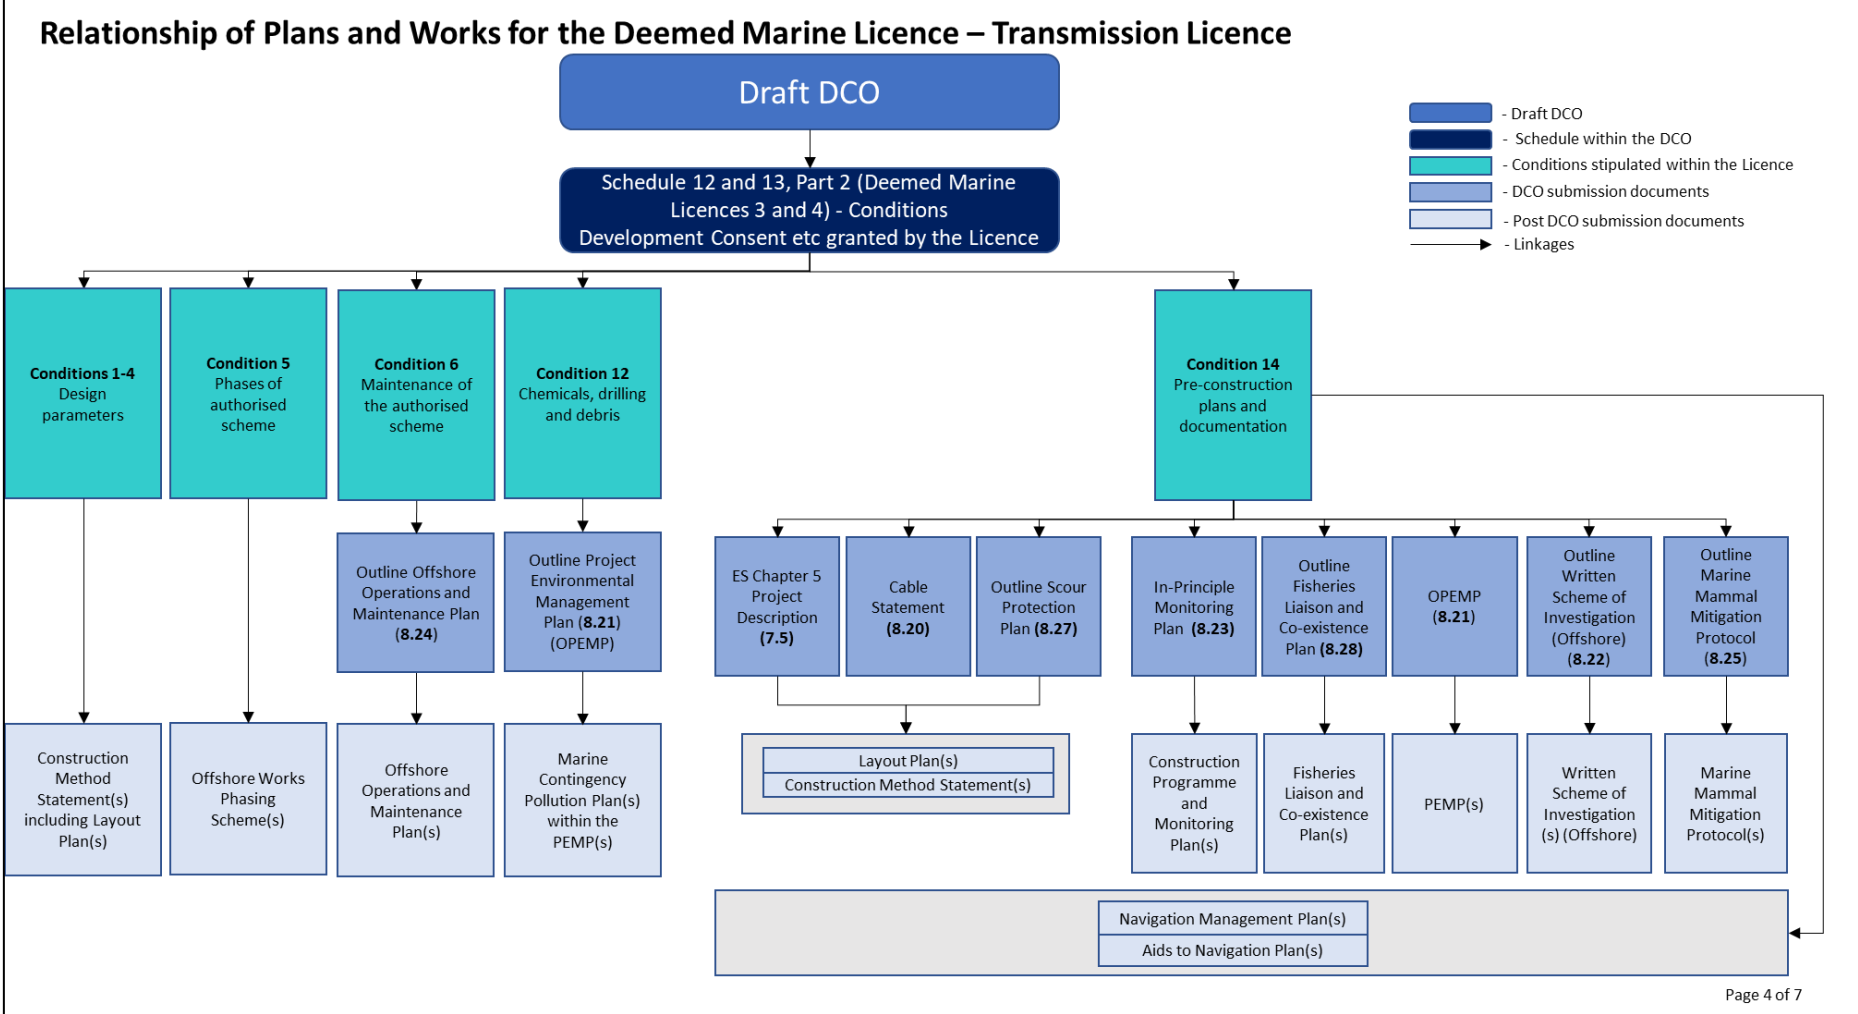 Relationship of Plans and Works for the Deemed Marine Licence – Transmission Licence
Draft DCO
- Draft DCO
- Schedule within the DCO
- Conditions stipulated within the Licence
- DCO submission documents
- Post DCO submission documents
- Linkages
Schedule 12 and 13, Part 2 (Deemed Marine
Licences 3 and 4) - Conditions
Development Consent etc granted by the Licence
Conditions 1-4
Design
parameters
Condition 5
Phases of
authorised
scheme
Condition 6
Maintenance of
the authorised
scheme
Condition 12
Chemicals, drilling
and debris
Condition 14
Pre-construction
plans and
documentation
Outline Offshore
Operations and
Maintenance Plan
(8.24)
Outline Project
Environmental
Management
Plan (8.21)
(OPEMP)
ES Chapter 5
Project
Description
(7.5)
Cable
Statement
(8.20)
Outline Scour
Protection
Plan (8.27)
In-Principle
Monitoring
Plan (8.23)
Outline
Fisheries
Liaison and
Co-existence
Plan (8.28)
OPEMP
(8.21)
Outline
Written
Scheme of
Investigation
(Offshore)
(8.22)
Outline
Marine
Mammal
Mitigation
Protocol
(8.25)
Construction
Method
Statement(s)
including Layout
Plan(s)
Offshore Works
Phasing
Scheme(s)
Offshore
Operations and
Maintenance
Plan(s)
Marine
Contingency
Pollution Plan(s)
within the
PEMP(s)
Layout Plan(s)
Construction Method Statement(s)
Construction
Programme
and
Monitoring
Plan(s)
Fisheries
Liaison and
Co-existence
Plan(s)
PEMP(s)
Written
Scheme of
Investigation
(s) (Offshore)
Marine
Mammal
Mitigation
Protocol(s)
Navigation Management Plan(s)
Aids to Navigation Plan(s)
Page 4 of 7